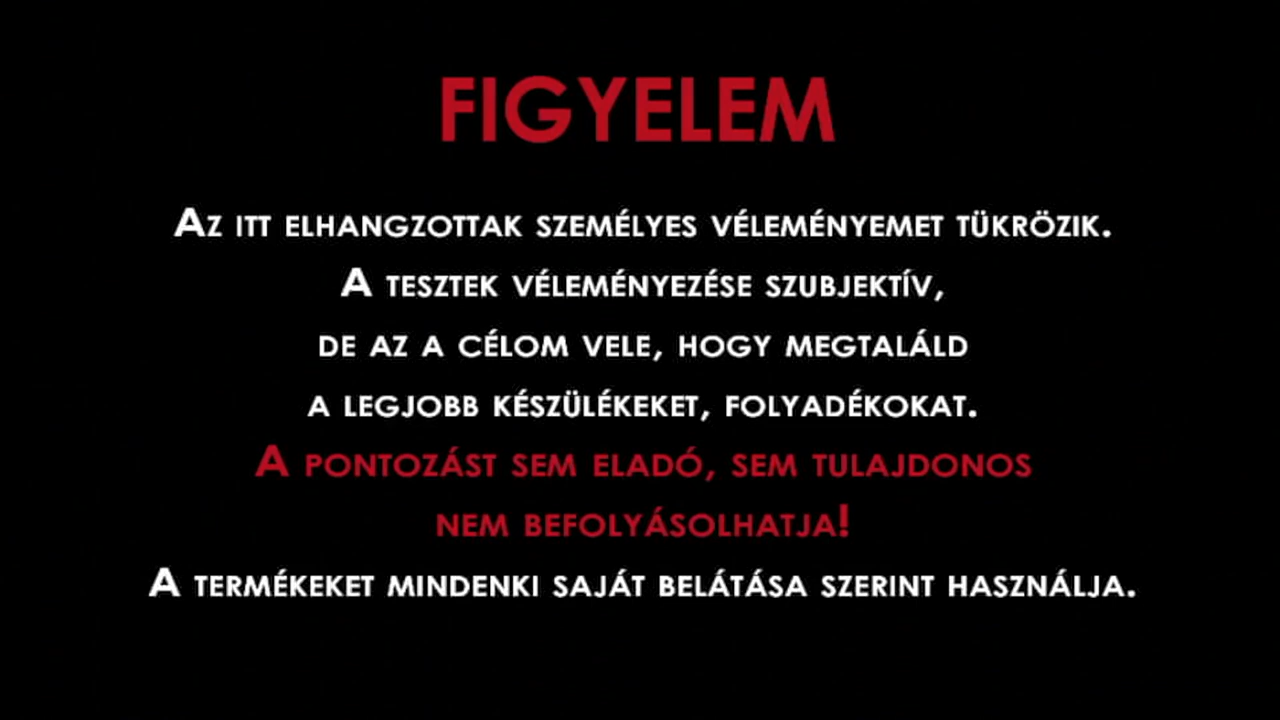 FIGYELEM
Az itt elhangzottak személyes véleményemet tükrözik.
A tesztek véleményezése szubjektív,
de az a célom vele, hogy megtaláld
a legjobb készülékeket, folyadékokat.
A pontozást sem eladó, sem tulajdonos
nem befolyásolhatja!
A termékeket mindenki saját belátása szerint használja.